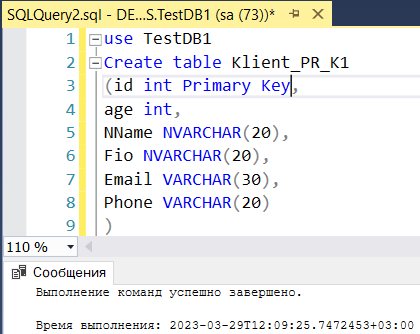 SQLQuery2.sql - DE...S.TestDB1 (sa (73))*
1 use TestDB1
2 Create table Klient_PR_K1
3 (id int Primary Key,
4 age int,
5 NName NVARCHAR(20),
6 Fio NVARCHAR(20),
7 Email VARCHAR(30),
8 Phone VARCHAR(20)
9 )
110 %
Сообщения
Выполнение команд успешно завершено.
Время выполнения: 2023-03-29T12:09:25.7472453+03:00